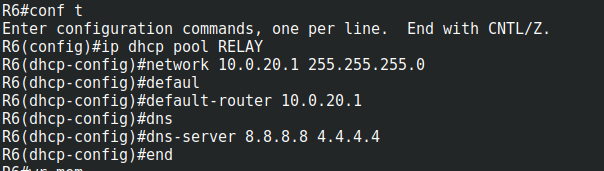 R6#conf t
Enter configuration commands, one per line.  End with CNTL/Z.
R6(config)#ip dhcp pool RELAY
R6(dhcp-config)#network 10.0.20.1 255.255.255.0
R6(dhcp-config)#defaul
R6(dhcp-config)#default-router 10.0.20.1
R6(dhcp-config)#dns
R6(dhcp-config)#dns-server 8.8.8.8 4.4.4.4
R6(dhcp-config)#end
R6#wr mem